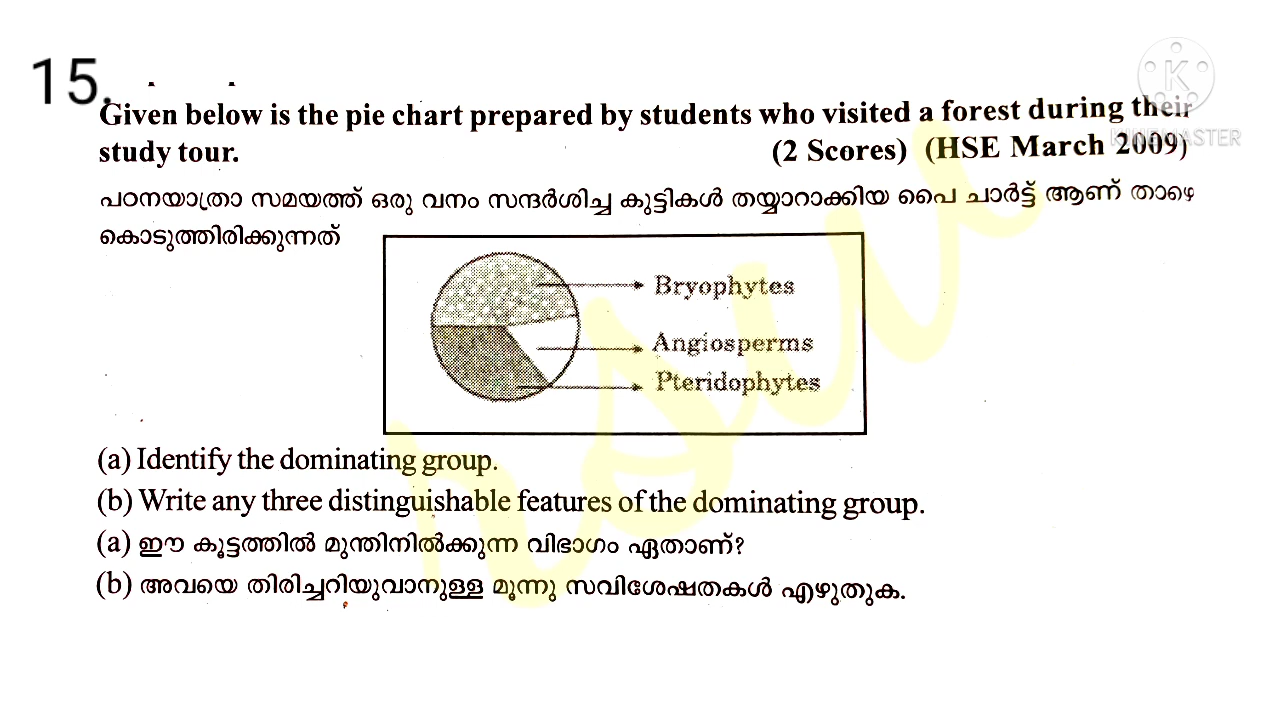 15.
Given below is the pie chart prepared by students who visited a forest during their
study tour. (2 Scores) (HSE March 2009)
പഠനയാത്രാ സമയത്ത് ഒരു വനം സന്ദർശിച്ച കുട്ടികൾ തയ്യാറാക്കിയ പൈ ചാർട്ട് ആണ് താഴെ
കൊടുത്തിരിക്കുന്നത്
Bryophytes
Angiosperms
Pteridophytes
(a) Identify the dominating group.
(b) Write any three distinguishable features of the dominating group.
(a) ഈ കൂട്ടത്തിൽ മുന്തിനിൽക്കുന്ന വിഭാഗം ഏതാണ്?
(b) അവയെ തിരിച്ചറിയുവാനുള്ള മൂന്നു സവിശേഷതകൾ എഴുതുക.
K
KINEMASTER
hsuu